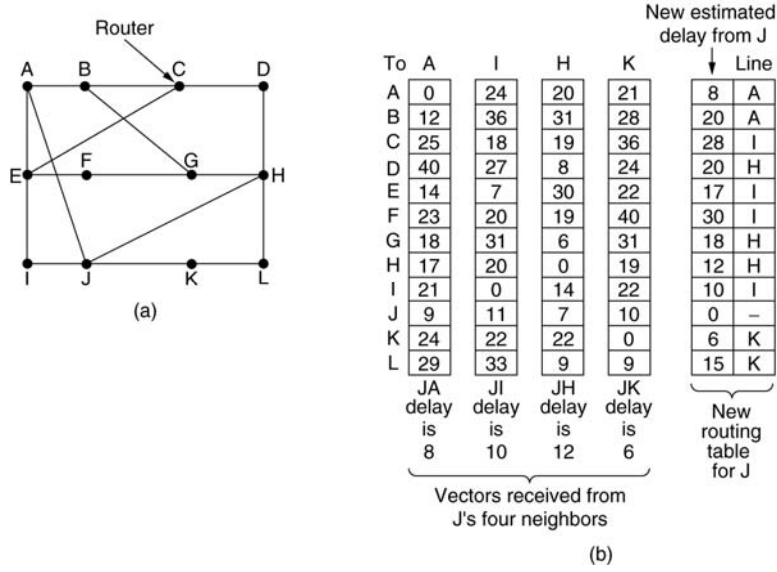 Router
A B C D
E F G H
I J K L
(a)
New estimated
delay from J
To A I H K Line
A 0 24 20 21 8 A
B 12 36 31 28 20 A
C 25 18 19 36 28 I
D 40 27 8 24 20 H
E 14 7 30 22 17 I
F 23 20 19 40 30 I
G 18 31 6 31 18 H
H 17 20 0 19 12 H
I 21 0 14 22 10 I
J 9 11 7 10 0 –
K 24 22 22 0 6 K
L 29 33 9 9 15 K
JA JI JH JK
delay delay delay delay
is is is is
8 10 12 6
Vectors received from
J's four neighbors
New
routing
table
for J
(b)